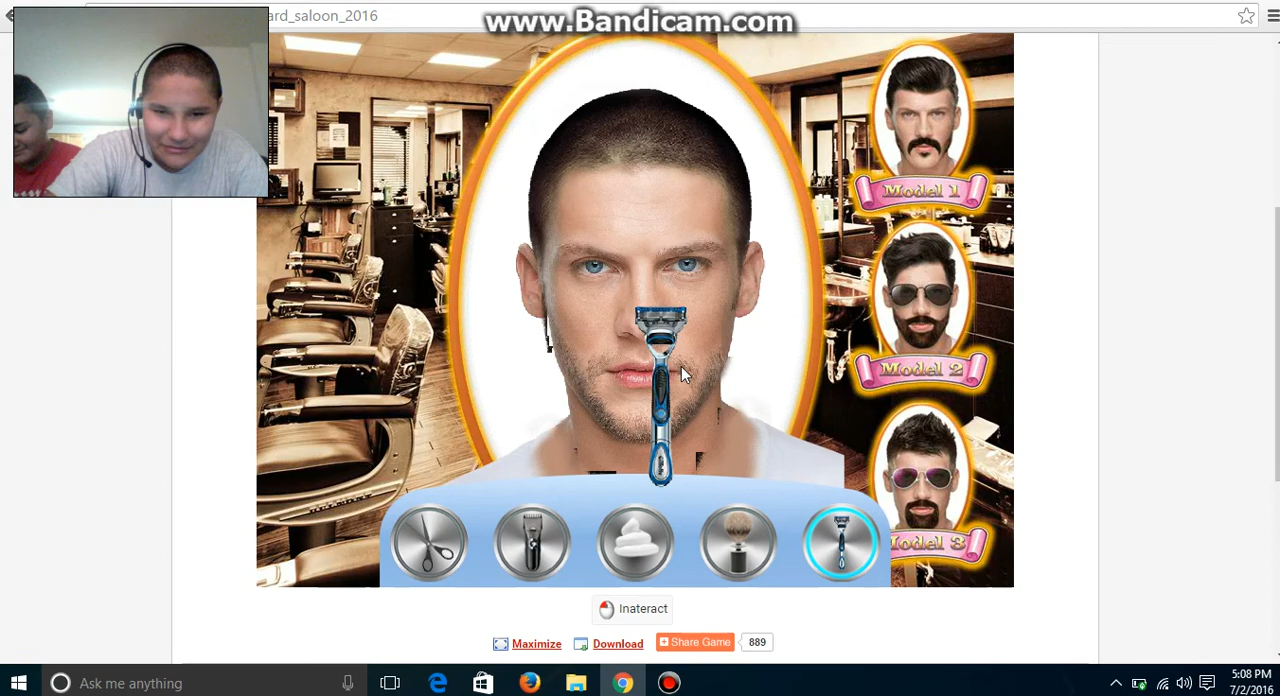 ard_saloon_2016
www.Bandicam.com
Model 1
Model 2
Model 3
Inateract
Maximize
Download
Share Game
889
Ask me anything
5:08 PM
7/2/2016